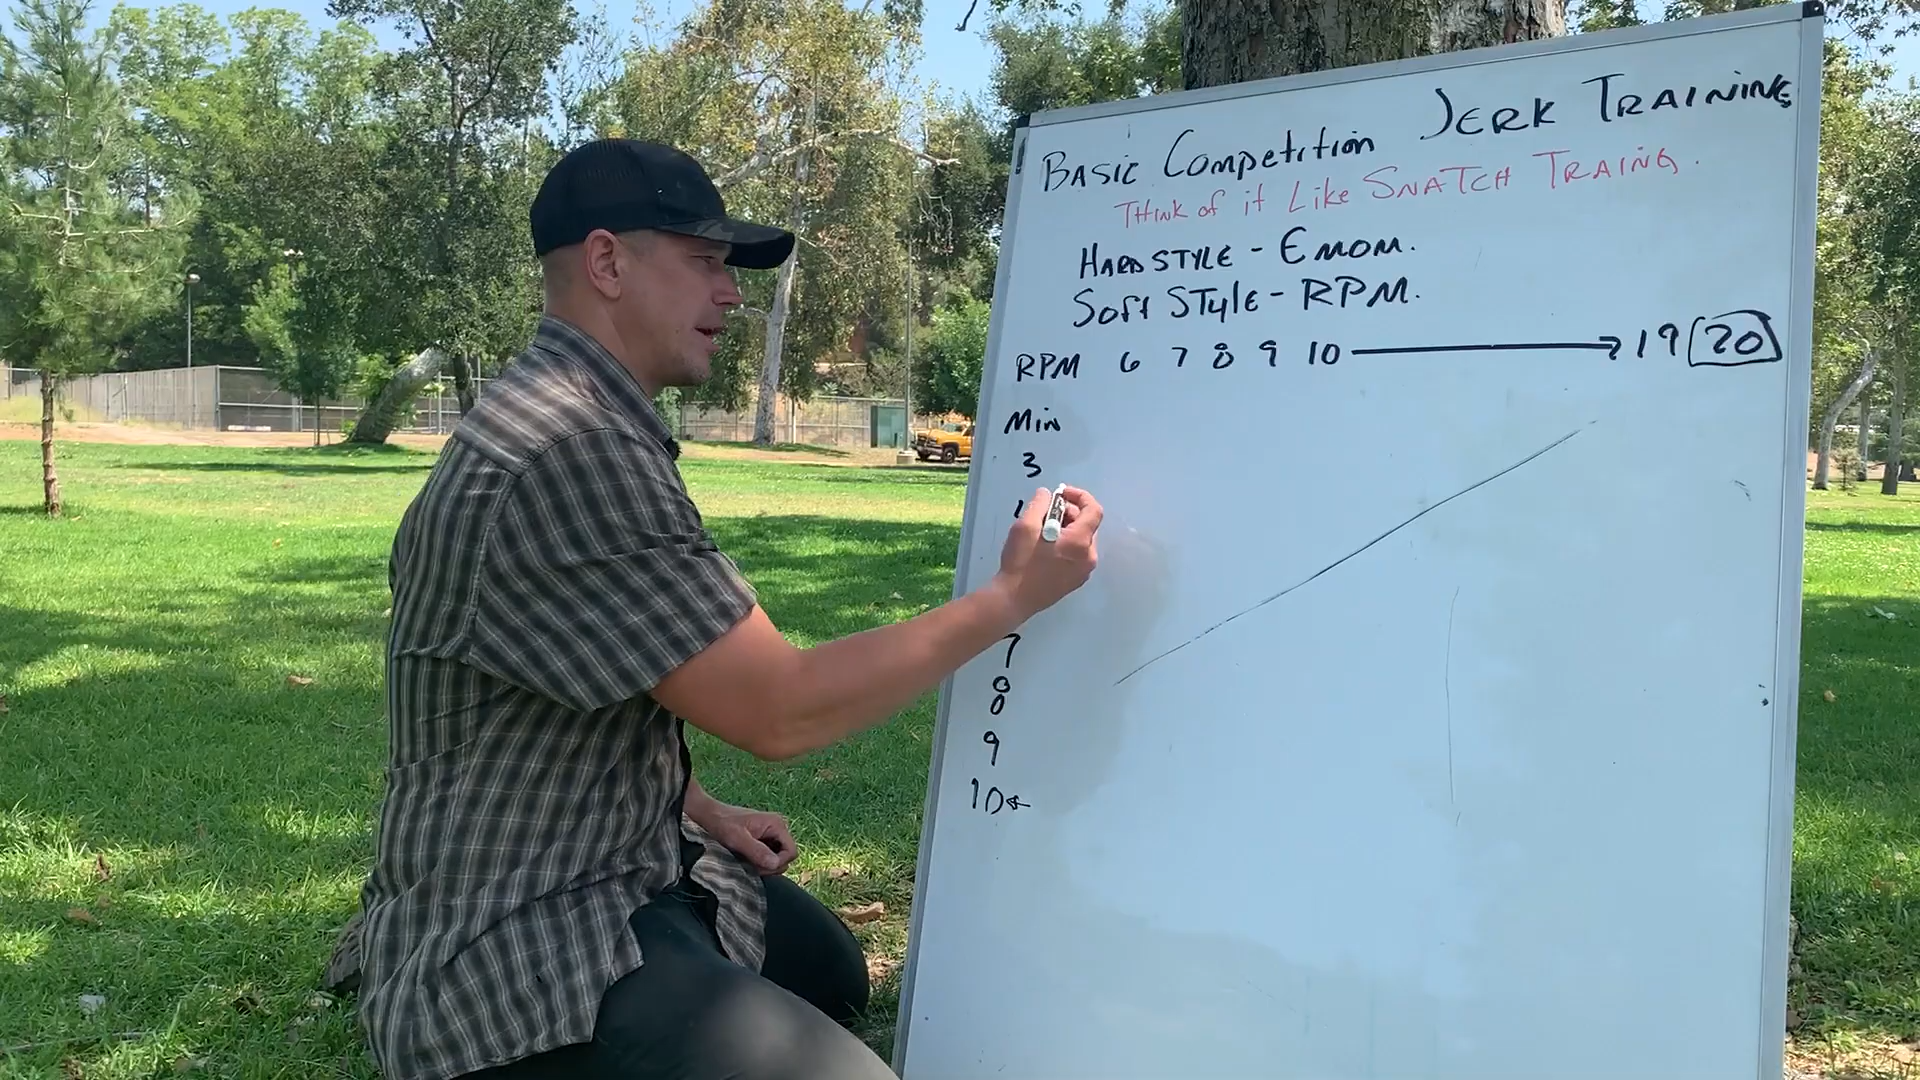 BASIC Competition JERK TRAINING
THINK of it Like SNATCH TRAING.
HARDSTYLE - EMOM.
Soft STYLE - RPM.
RPM 6 7 8 9 10 → 19 20
Min
3
7
8
9
10*